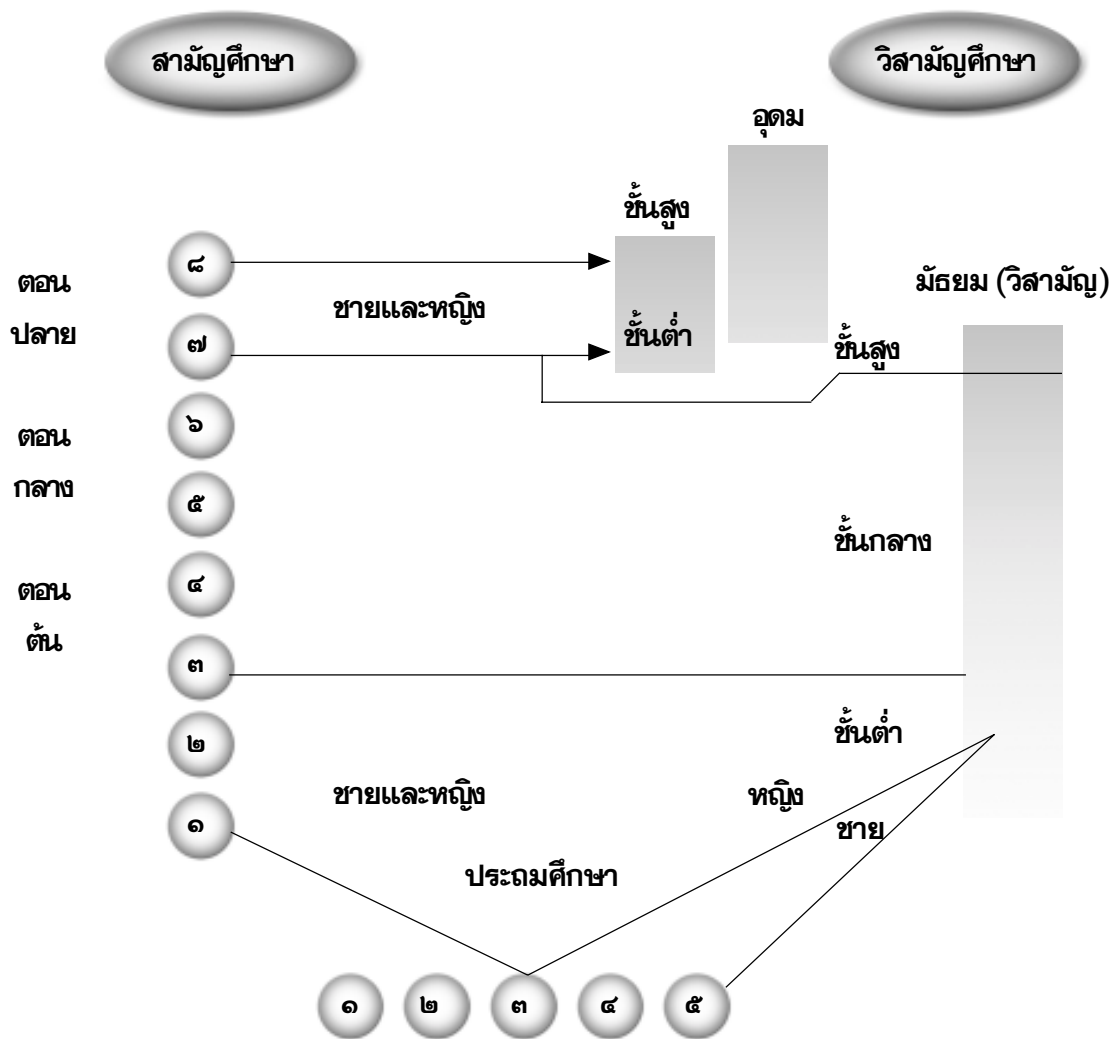 สามัญศึกษา
วิสามัญศึกษา
อุดม
ชั้นสูง
๘
ตอน
ปลาย
ชายและหญิง
มัธยม (วิสามัญ)
ชั้นต่ำ
๗
ชั้นสูง
๖
ตอน
กลาง
๕
ชั้นกลาง
๔
ตอน
ต้น
๓
ชั้นต่ำ
๒
ชายและหญิง
หญิง
๑
ชาย
ประถมศึกษา
๑ ๒ ๓ ๔ ๕